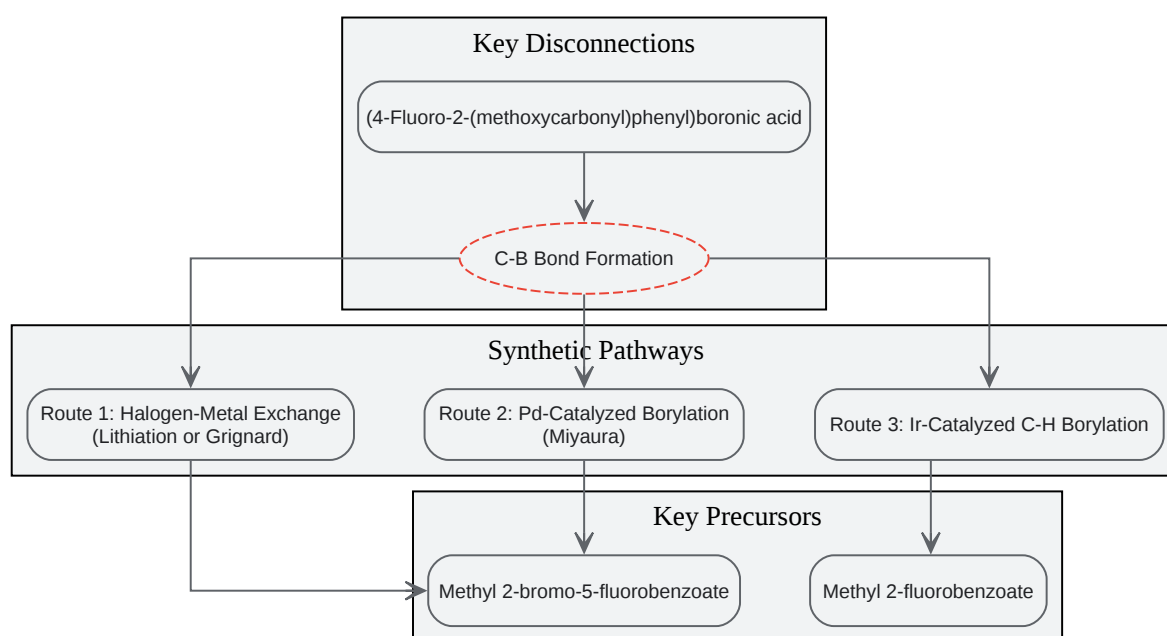 Key Disconnections
(4-Fluoro-2-(methoxycarbonyl)phenyl)boronic acid
C-B Bond Formation
Synthetic Pathways
Route 1: Halogen-Metal Exchange
(Lithiation or Grignard)
Route 2: Pd-Catalyzed Borylation
(Miyaura)
Route 3: Ir-Catalyzed C-H Borylation
Key Precursors
Methyl 2-bromo-5-fluorobenzoate
Methyl 2-fluorobenzoate